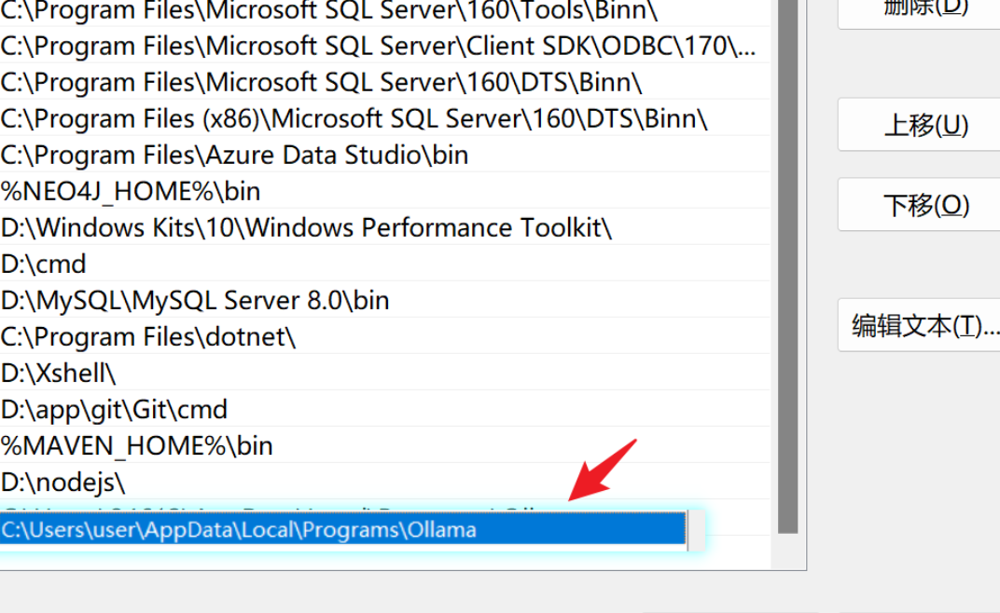 C:\Program Files\Microsoft SQL Server\160\Tools\Binn\
C:\Program Files\Microsoft SQL Server\Client SDK\ODBC\170\...
C:\Program Files\Microsoft SQL Server\160\DTS\Binn\
C:\Program Files (x86)\Microsoft SQL Server\160\DTS\Binn\
C:\Program Files\Azure Data Studio\bin
%NEO4J_HOME%\bin
D:\Windows Kits\10\Windows Performance Toolkit\
D:\cmd
D:\MySQL\MySQL Server 8.0\bin
C:\Program Files\dotnet\
D:\Xshell\
D:\app\git\Git\cmd
%MAVEN_HOME%\bin
D:\nodejs\
C:\Users\user\AppData\Local\Programs\Ollama
删除(D)
上移(U)
下移(O)
编辑文本(T)...